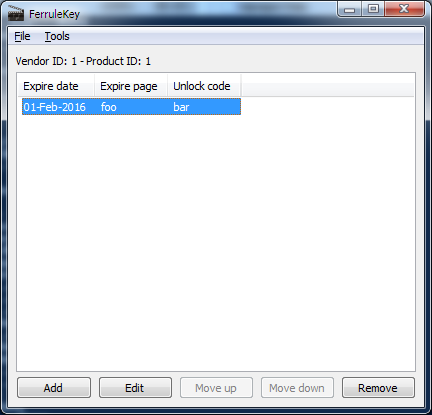 FerruleKey
File Tools
Vendor ID: 1 - Product ID: 1
Expire date Expire page Unlock code
01-Feb-2016 foo bar
Add Edit Move up Move down Remove